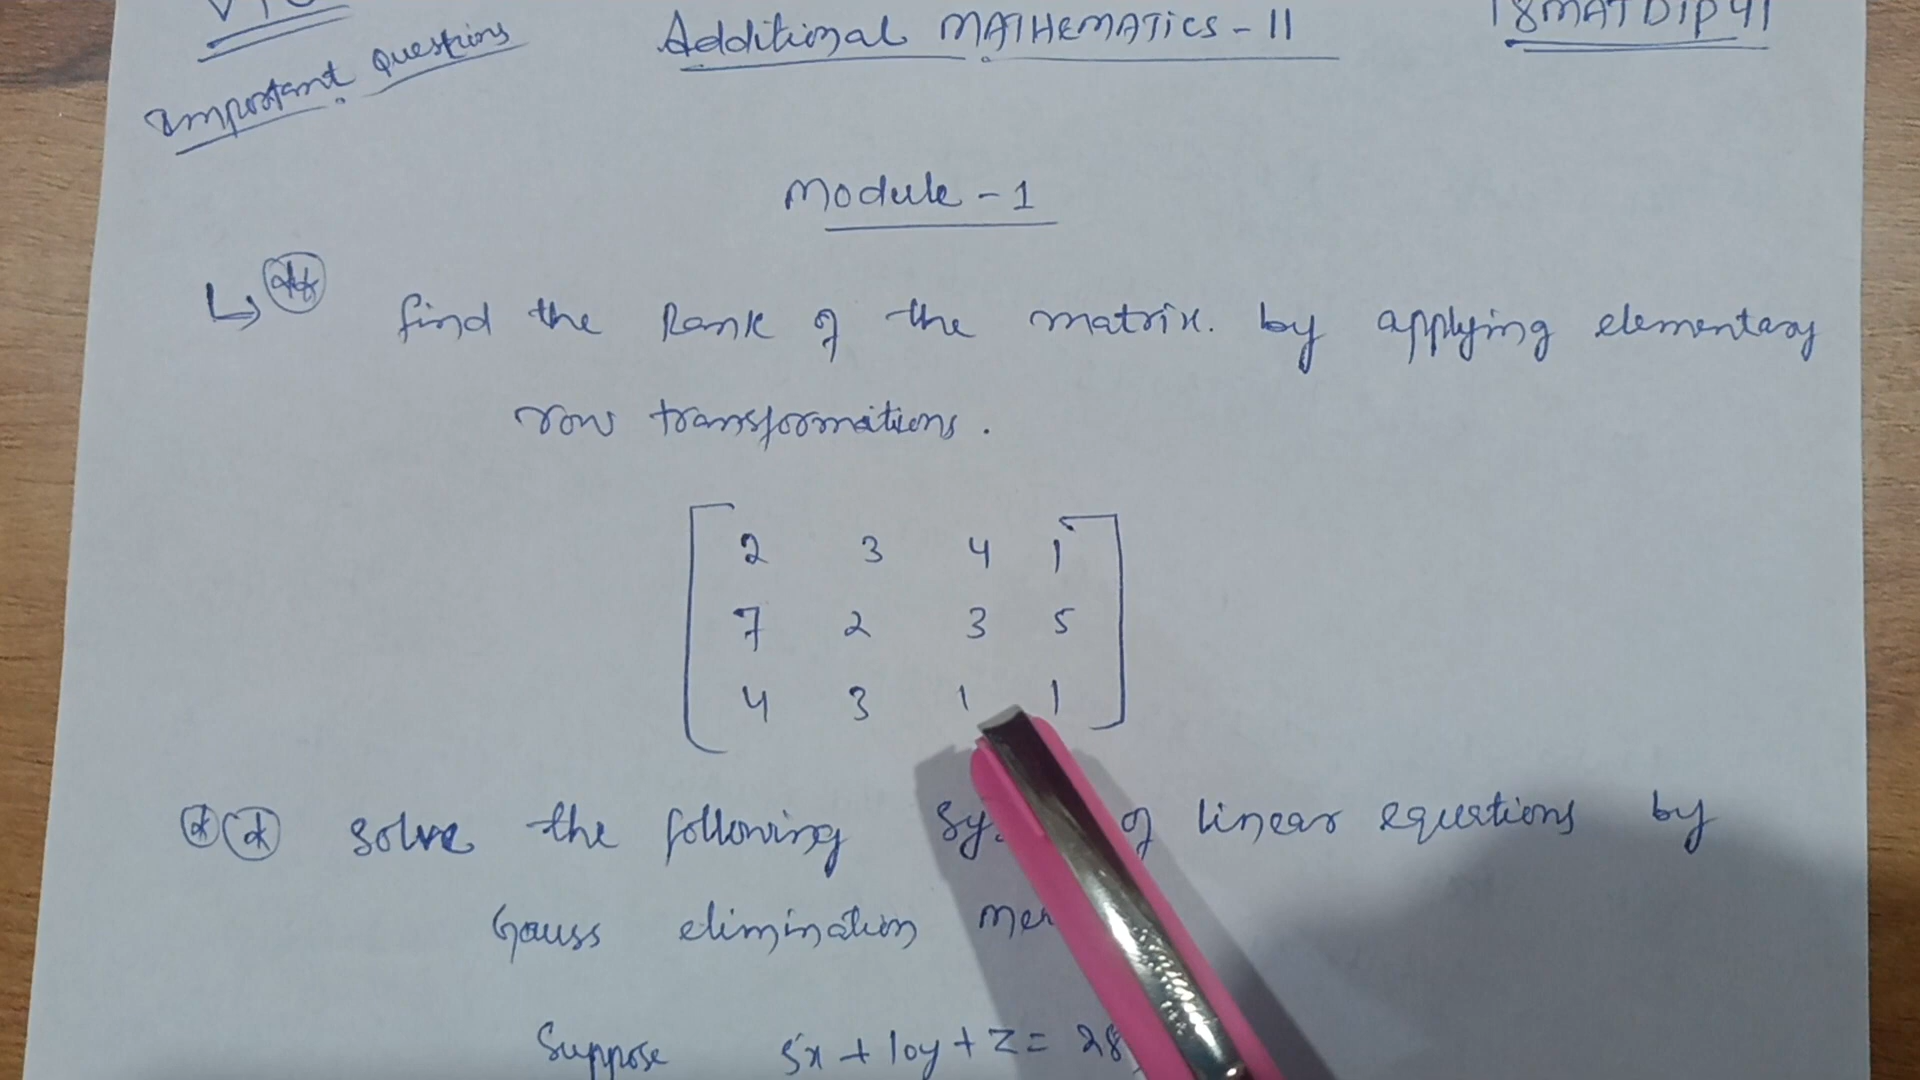 Additional MATHEMATICS - II
18MATDIP41
Important Questions
Module - 1
find the Rank of the matrix. by applying elementary
row transformations.
2 3 4 1
7 2 3 5
4 3 1 1
solve the following of linear equations by
Gauss elimination
Suppose 5x + 10y + z = 28